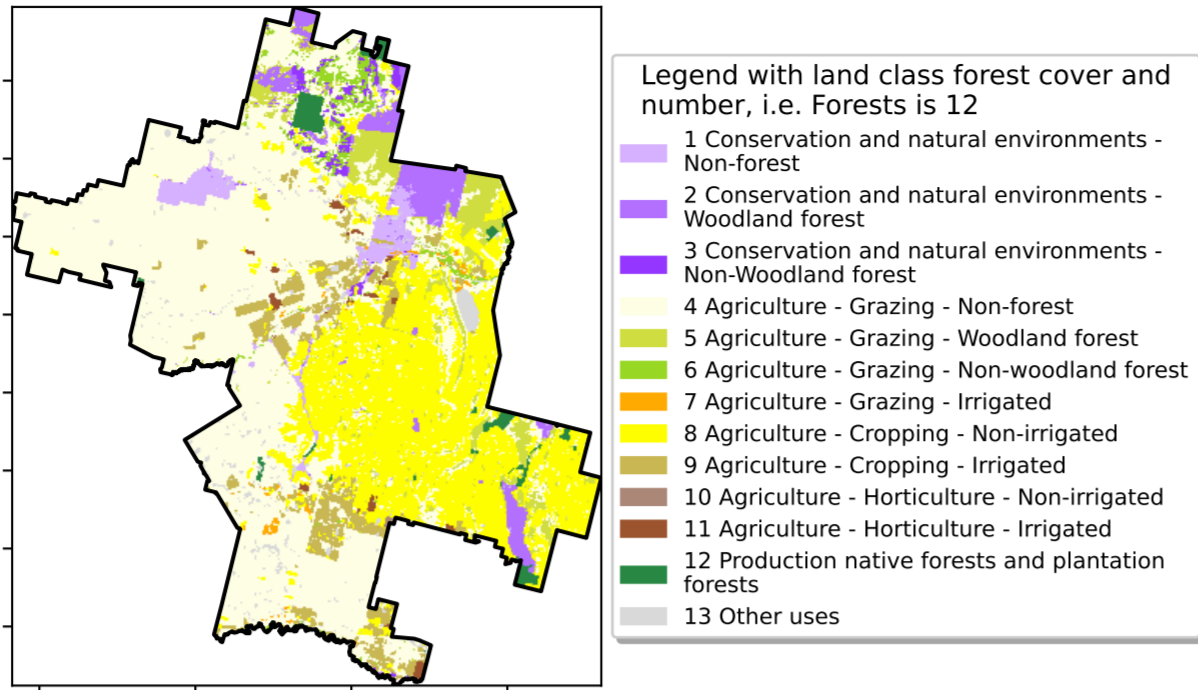 Legend with land class forest cover and
number, i.e. Forests is 12
1 Conservation and natural environments -
Non-forest
2 Conservation and natural environments -
Woodland forest
3 Conservation and natural environments -
Non-Woodland forest
4 Agriculture - Grazing - Non-forest
5 Agriculture - Grazing - Woodland forest
6 Agriculture - Grazing - Non-woodland forest
7 Agriculture - Grazing - Irrigated
8 Agriculture - Cropping - Non-irrigated
9 Agriculture - Cropping - Irrigated
10 Agriculture - Horticulture - Non-irrigated
11 Agriculture - Horticulture - Irrigated
12 Production native forests and plantation
forests
13 Other uses